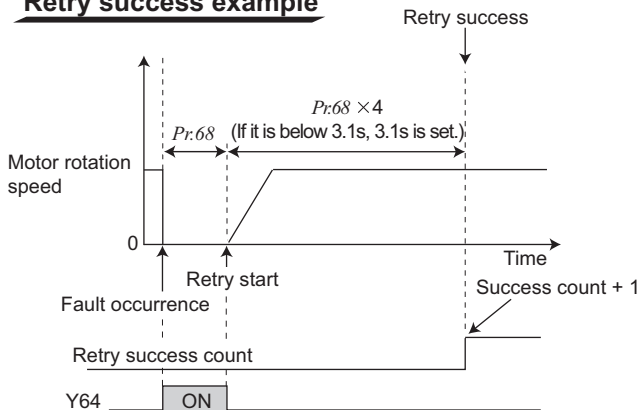 Retry success example
Retry success
Pr.68 ×4
Pr.68 (If it is below 3.1s, 3.1s is set.)
Motor rotation
speed
0
Time
Retry start
Success count + 1
Fault occurrence
Retry success count
Y64 ON